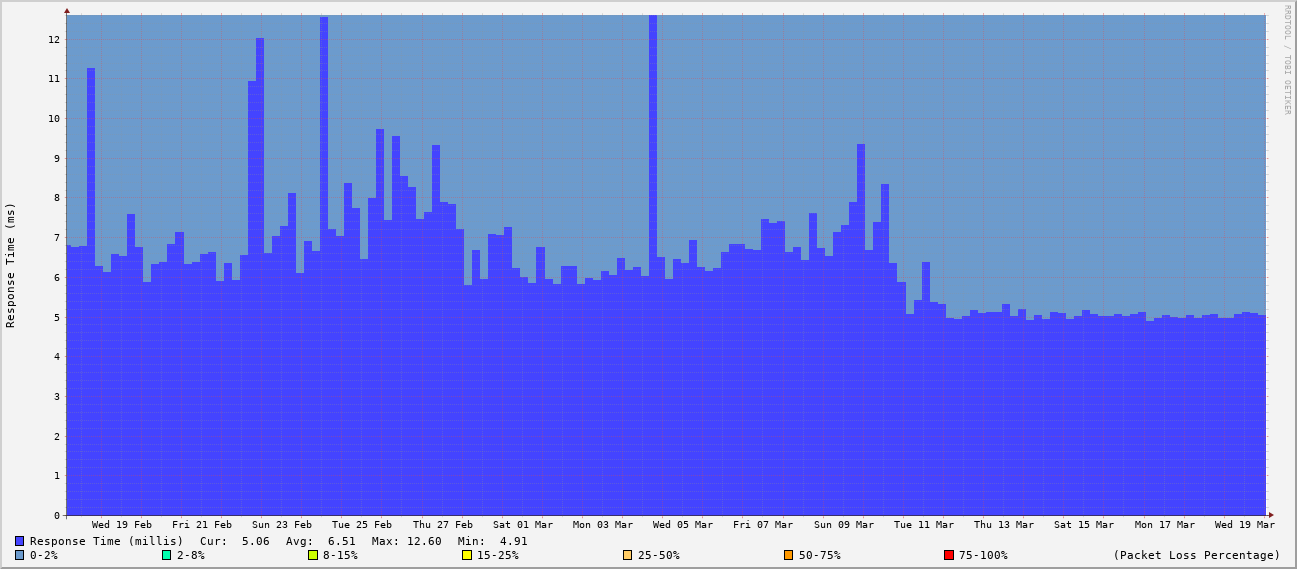 RRDTOOL / TOBI OETIKER
Response Time (ms)
12
11
10
9
8
7
6
5
4
3
2
1
0
Wed 19 Feb Fri 21 Feb Sun 23 Feb Tue 25 Feb Thu 27 Feb Sat 01 Mar Mon 03 Mar Wed 05 Mar Fri 07 Mar Sun 09 Mar Tue 11 Mar Thu 13 Mar Sat 15 Mar Mon 17 Mar Wed 19 Mar
Response Time (millis) Cur: 5.06 Avg: 6.51 Max: 12.60 Min: 4.91
0-2% 2-8% 8-15% 15-25% 25-50% 50-75% 75-100% (Packet Loss Percentage)